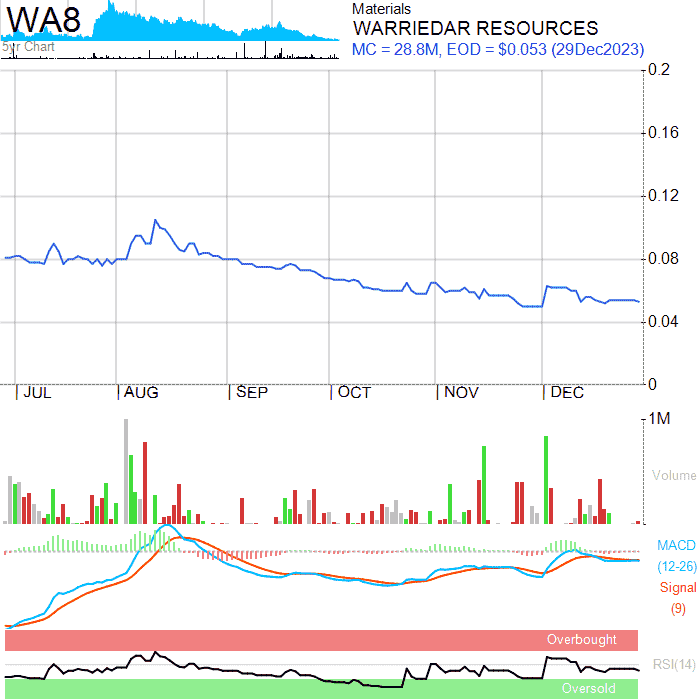 WA8
5yr Chart
Materials
WARRIEDAR RESOURCES
MC = 28.8M, EOD = $0.053 (29Dec2023)
0.2
0.16
0.12
0.08
0.04
0
JUL AUG SEP OCT NOV DEC
1M
Volume
MACD
(12-26)
Signal
(9)
Overbought
RSI(14)
Oversold